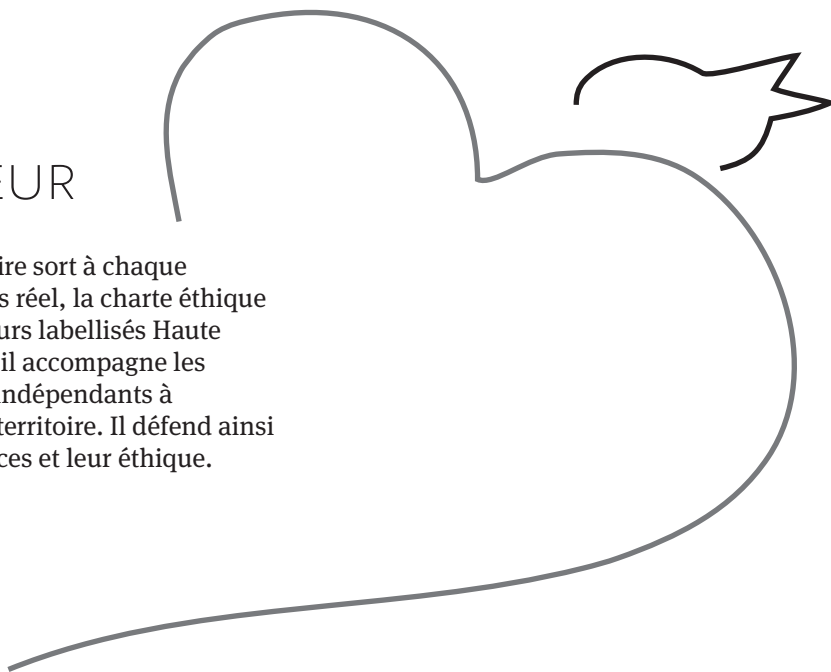 EUR
ire sort à chaque
s réel, la charte éthique
urs labellisés Haute
il accompagne les
indépendants à
territoire. Il défend ainsi
ces et leur éthique.